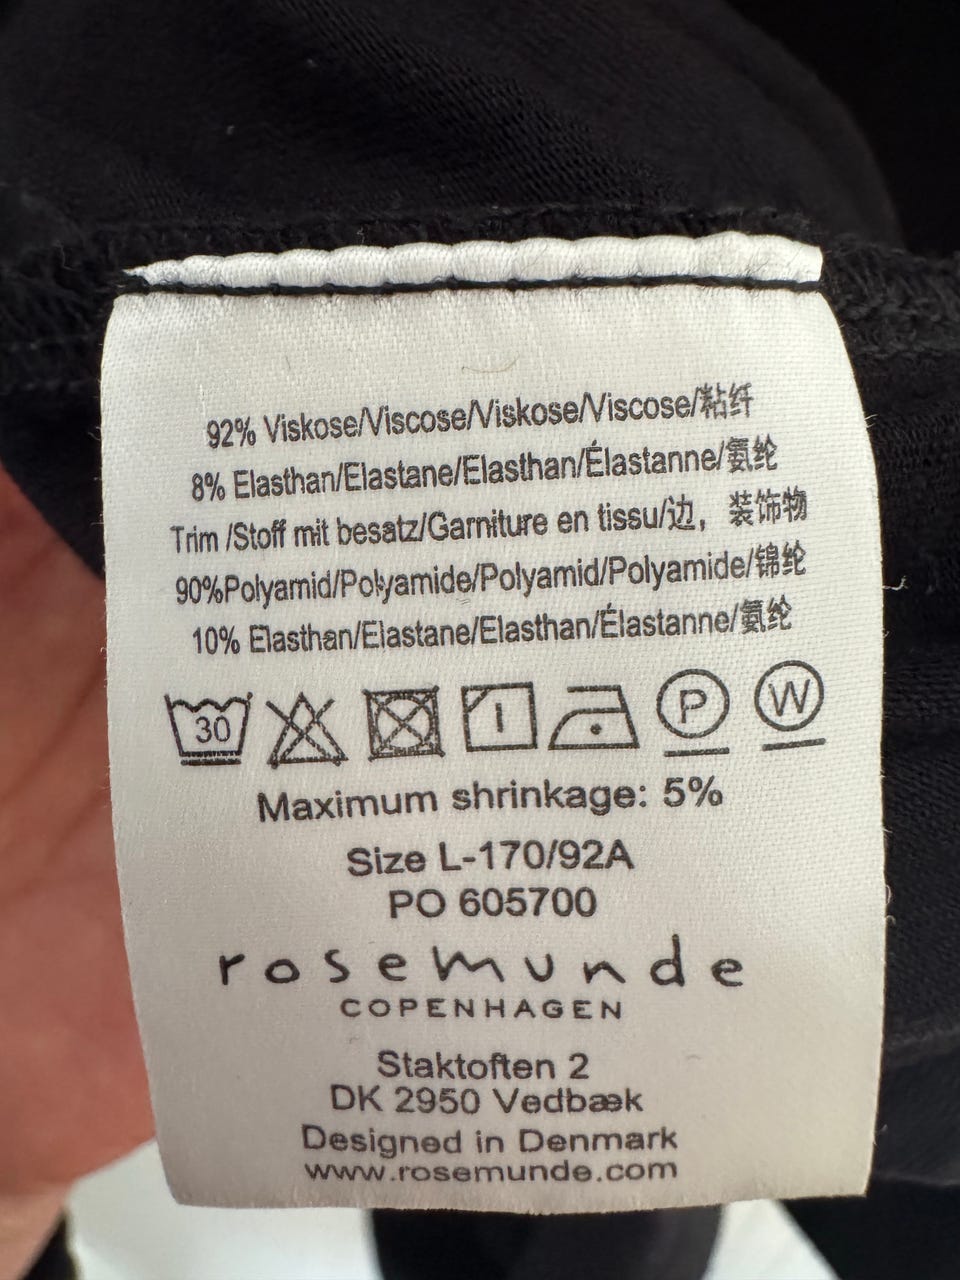 92% Viskose/Viscose/Viskose/Viscose/粘纤
8% Elasthan/Elastane/Elasthan/Élastanne/氨纶
Trim /Stoff mit besatz/Garniture en tissu/边，装饰物
90%Polyamid/Polyamide/Polyamid/Polyamide/锦纶
10% Elasthan/Elastane/Elasthan/Élastanne/氨纶
30 P W
Maximum shrinkage: 5%
Size L-170/92A
PO 605700
rosemunde
COPENHAGEN
Staktoften 2
DK 2950 Vedbæk
Designed in Denmark
www.rosemunde.com